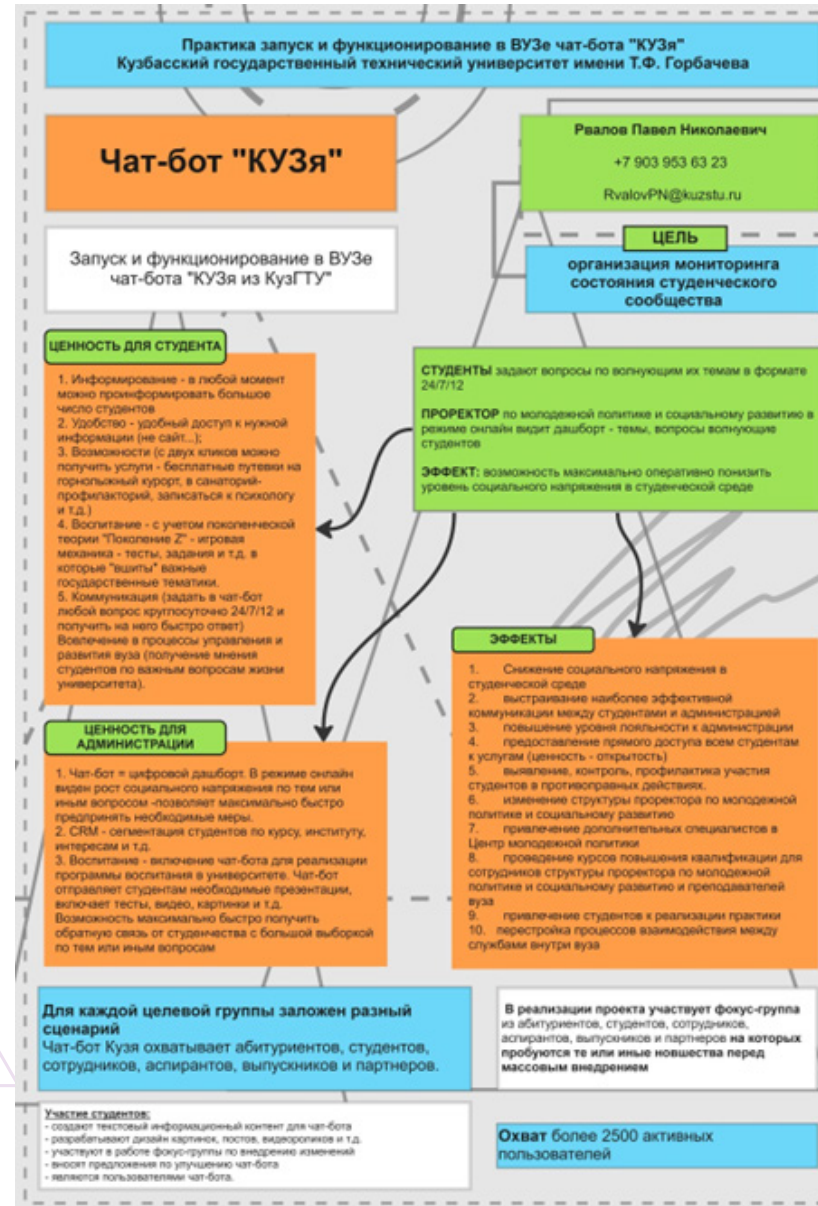 Практика запуск и функционирование в ВУЗе чат-бота "КУЗя"
Кузбасский государственный технический университет имени Т.Ф. Горбачева
Чат-бот "КУЗя"
Рвалов Павел Николаевич
+7 903 953 63 23
RvalovPN@kuzstu.ru
Запуск и функционирование в ВУЗе
чат-бота "КУЗя из КузГТУ"
ЦЕЛЬ
организация мониторинга
состояния студенческого
сообщества
ЦЕННОСТЬ ДЛЯ СТУДЕНТА
1. Информирование - в любой момент
можно проинформировать большое
число студентов
2. Удобство - удобный доступ к нужной
информации (не сайт...);
3. Возможности (с двух кликов можно
получить услуги - бесплатные путевки на
горнолыжный курорт, в санаторий-
профилакторий, записаться к психологу
и т.д.)
4. Воспитание - с учетом поколенческой
теории "Поколение Z" - игровая
механика - тесты, задания и т.д. в
которые "вшиты" важные
государственные тематики.
5. Коммуникация (задать в чат-бот
любой вопрос круглосуточно 24/7/12 и
получить на него быстро ответ)
Вовлечение в процессы управления и
развития вуза (получение мнения
студентов по важным вопросам жизни
университета).
СТУДЕНТЫ задают вопросы по волнующим их темам в формате
24/7/12
ПРОРЕКТОР по молодежной политике и социальному развитию в
режиме онлайн видит дашборт - темы, вопросы волнующие
студентов
ЭФФЕКТ: возможность максимально оперативно понизить
уровень социального напряжения в студенческой среде
ЦЕННОСТЬ ДЛЯ
АДМИНИСТРАЦИИ
1. Чат-бот = цифровой дашборт. В режиме онлайн
виден рост социального напряжения по тем или
иным вопросом -позволяет максимально быстро
предпринять необходимые меры.
2. CRM - сегментация студентов по курсу, институту,
интересам и т.д.
3. Воспитание - включение чат-бота для реализации
программы воспитания в университете. Чат-бот
отправляет студентам необходимые презентации,
включает тесты, видео, картинки и т.д.
Возможность максимально быстро получить
обратную связь от студенчества с большой выборкой
по тем или иным вопросам
ЭФФЕКТЫ
1. Снижение социального напряжения в
студенческой среде
2. выстраивание наиболее эффективной
коммуникации между студентами и администрацией
3. повышение уровня лояльности к администрации
4. предоставление прямого доступа всем студентам
к услугам (ценность - открытость)
5. выявление, контроль, профилактика участия
студентов в противоправных действиях.
6. изменение структуры проректора по молодежной
политике и социальному развитию
7. привлечение дополнительных специалистов в
Центр молодежной политики
8. проведение курсов повышения квалификации для
сотрудников структуры проректора по молодежной
политике и социальному развитию и преподавателей
вуза
9. привлечение студентов к реализации практики
10. перестройка процессов взаимодействия между
службами внутри вуза
Для каждой целевой группы заложен разный
сценарий
Чат-бот Кузя охватывает абитуриентов, студентов,
сотрудников, аспирантов, выпускников и партнеров.
В реализации проекта участвует фокус-группа
из абитуриентов, студентов, сотрудников,
аспирантов, выпускников и партнеров на которых
пробуются те или иные новшества перед
массовым внедрением
Участие студентов:
- создают текстовый информационный контент для чат-бота
- разрабатывают дизайн картинок, постов, видеороликов и т.д.
- участвуют в работе фокус-группы по внедрению изменений
- вносят предложения по улучшению чат-бота
- являются пользователями чат-бота.
Охват более 2500 активных
пользователей